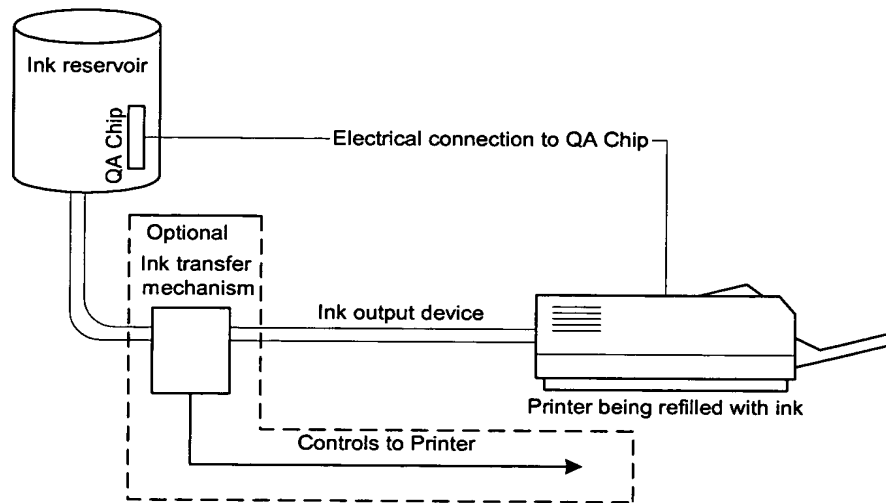 Ink reservoir
QA Chip
Electrical connection to QA Chip
Optional
Ink transfer
mechanism
Ink output device
Printer being refilled with ink
Controls to Printer